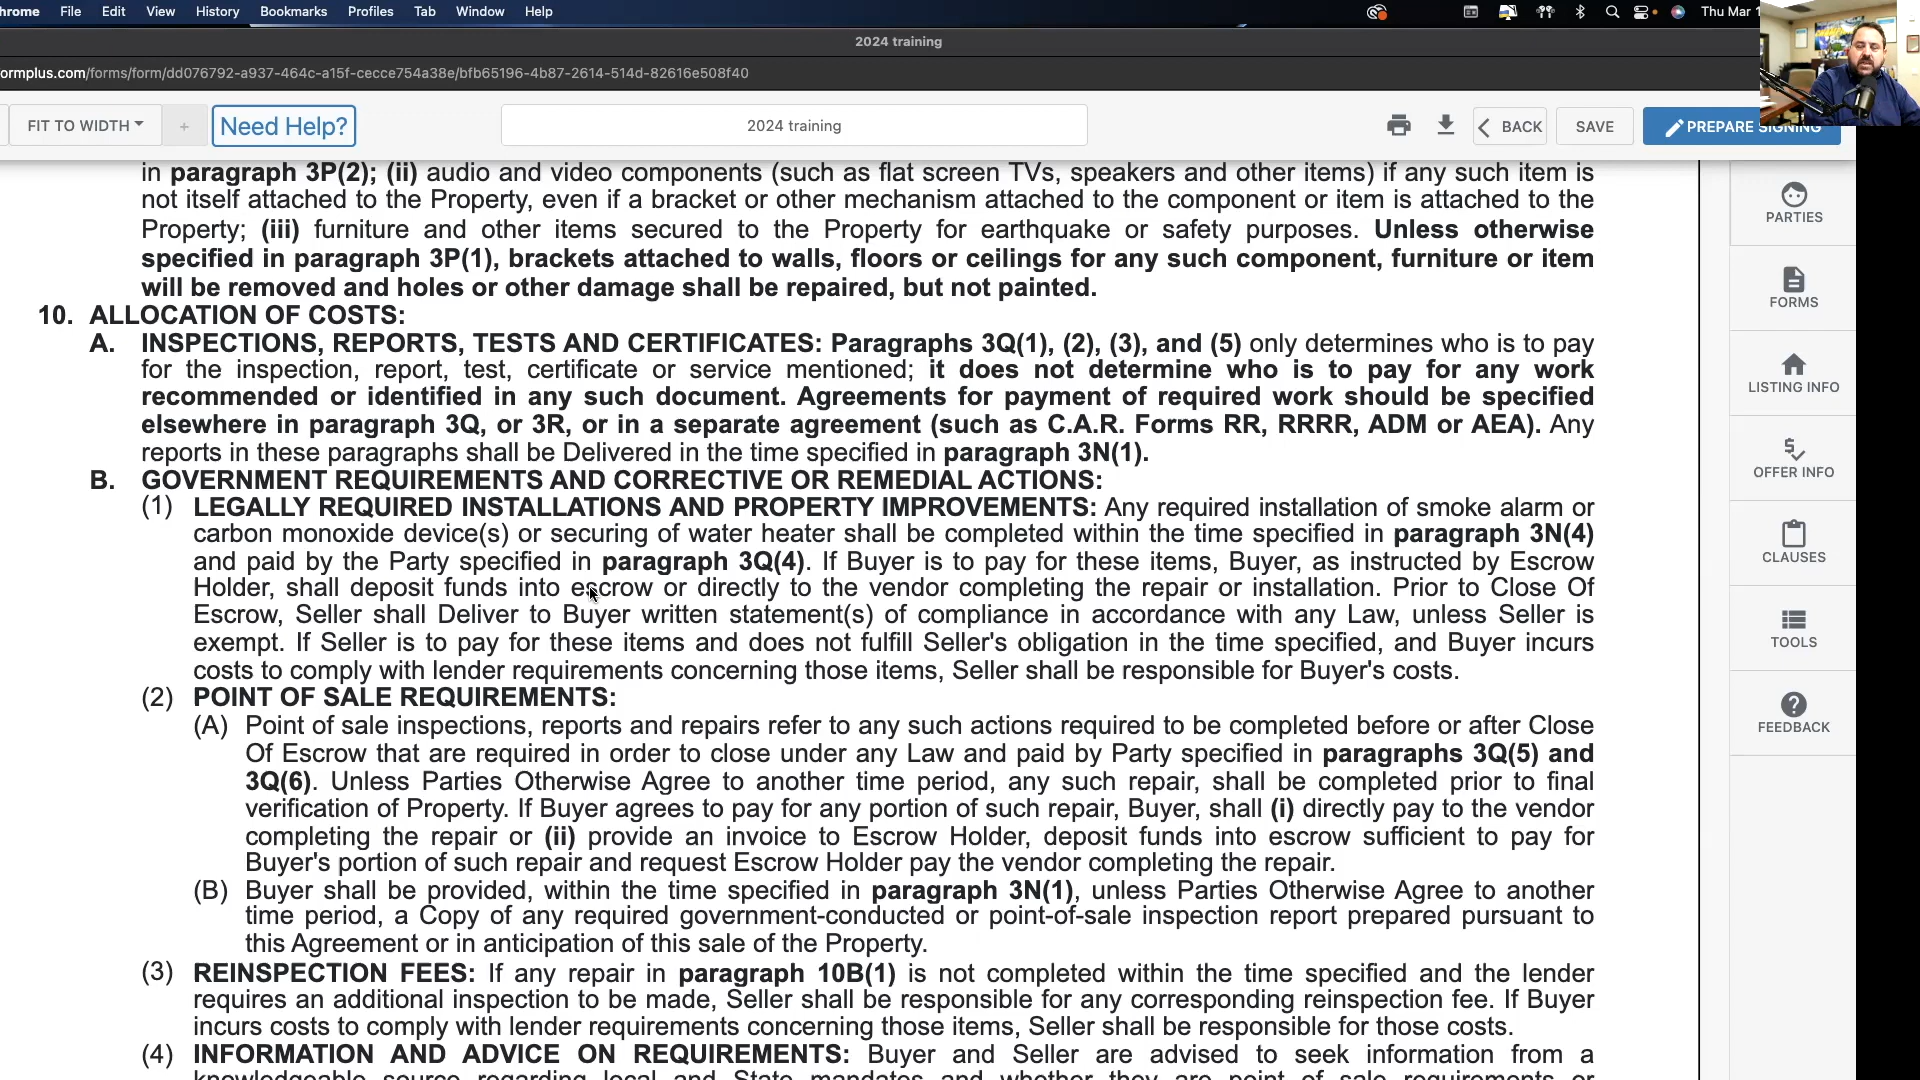 hrome File Edit View History Bookmarks Profiles Tab Window Help Thu Mar 1
2024 training
ormplus.com/forms/form/dd076792-a937-464c-a15f-cecce754a38e/bfb65196-4b87-2614-514d-82616e508f40
FIT TO WIDTH + Need Help? 2024 training BACK SAVE PREPARE SIGNING
in paragraph 3P(2); (ii) audio and video components (such as flat screen TVs, speakers and other items) if any such item is
not itself attached to the Property, even if a bracket or other mechanism attached to the component or item is attached to the
Property; (iii) furniture and other items secured to the Property for earthquake or safety purposes. Unless otherwise
specified in paragraph 3P(1), brackets attached to walls, floors or ceilings for any such component, furniture or item
will be removed and holes or other damage shall be repaired, but not painted.
10. ALLOCATION OF COSTS:
A. INSPECTIONS, REPORTS, TESTS AND CERTIFICATES: Paragraphs 3Q(1), (2), (3), and (5) only determines who is to pay
for the inspection, report, test, certificate or service mentioned; it does not determine who is to pay for any work
recommended or identified in any such document. Agreements for payment of required work should be specified
elsewhere in paragraph 3Q, or 3R, or in a separate agreement (such as C.A.R. Forms RR, RRRR, ADM or AEA). Any
reports in these paragraphs shall be Delivered in the time specified in paragraph 3N(1).
B. GOVERNMENT REQUIREMENTS AND CORRECTIVE OR REMEDIAL ACTIONS:
(1) LEGALLY REQUIRED INSTALLATIONS AND PROPERTY IMPROVEMENTS: Any required installation of smoke alarm or
carbon monoxide device(s) or securing of water heater shall be completed within the time specified in paragraph 3N(4)
and paid by the Party specified in paragraph 3Q(4). If Buyer is to pay for these items, Buyer, as instructed by Escrow
Holder, shall deposit funds into escrow or directly to the vendor completing the repair or installation. Prior to Close Of
Escrow, Seller shall Deliver to Buyer written statement(s) of compliance in accordance with any Law, unless Seller is
exempt. If Seller is to pay for these items and does not fulfill Seller's obligation in the time specified, and Buyer incurs
costs to comply with lender requirements concerning those items, Seller shall be responsible for Buyer's costs.
(2) POINT OF SALE REQUIREMENTS:
(A) Point of sale inspections, reports and repairs refer to any such actions required to be completed before or after Close
Of Escrow that are required in order to close under any Law and paid by Party specified in paragraphs 3Q(5) and
3Q(6). Unless Parties Otherwise Agree to another time period, any such repair, shall be completed prior to final
verification of Property. If Buyer agrees to pay for any portion of such repair, Buyer, shall (i) directly pay to the vendor
completing the repair or (ii) provide an invoice to Escrow Holder, deposit funds into escrow sufficient to pay for
Buyer's portion of such repair and request Escrow Holder pay the vendor completing the repair.
(B) Buyer shall be provided, within the time specified in paragraph 3N(1), unless Parties Otherwise Agree to another
time period, a Copy of any required government-conducted or point-of-sale inspection report prepared pursuant to
this Agreement or in anticipation of this sale of the Property.
(3) REINSPECTION FEES: If any repair in paragraph 10B(1) is not completed within the time specified and the lender
requires an additional inspection to be made, Seller shall be responsible for any corresponding reinspection fee. If Buyer
incurs costs to comply with lender requirements concerning those items, Seller shall be responsible for those costs.
(4) INFORMATION AND ADVICE ON REQUIREMENTS: Buyer and Seller are advised to seek information from a
knowledgeable source regarding local and State mandates and whether they are point of sale requirements or
PARTIES
FORMS
LISTING INFO
OFFER INFO
CLAUSES
TOOLS
FEEDBACK